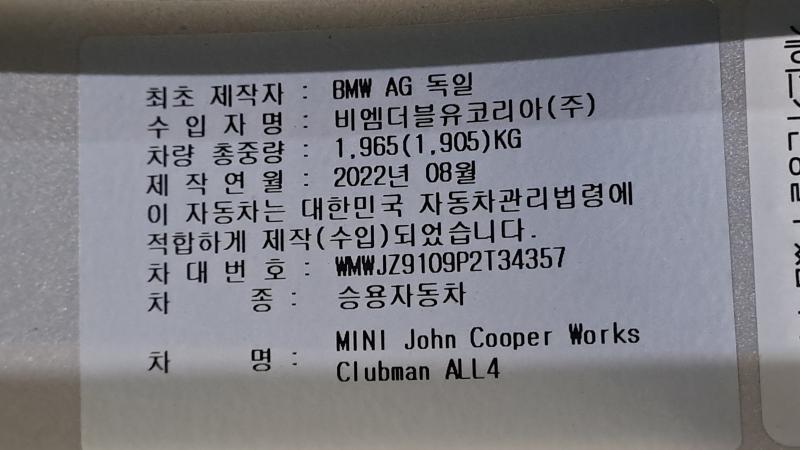 최초 제작자 : BMW AG 독일
수 입 자 명 : 비엠더블유코리아(주)
차량 총중량 : 1,965(1,905)KG
제 작 연 월 : 2022년 08월
이 자동차는 대한민국 자동차관리법령에
적합하게 제작(수입)되었습니다.
차 대 번 호 : WMWJZ9109P2T34357
차 종 : 승용자동차
차 명 : MINI John Cooper Works
Clubman ALL4